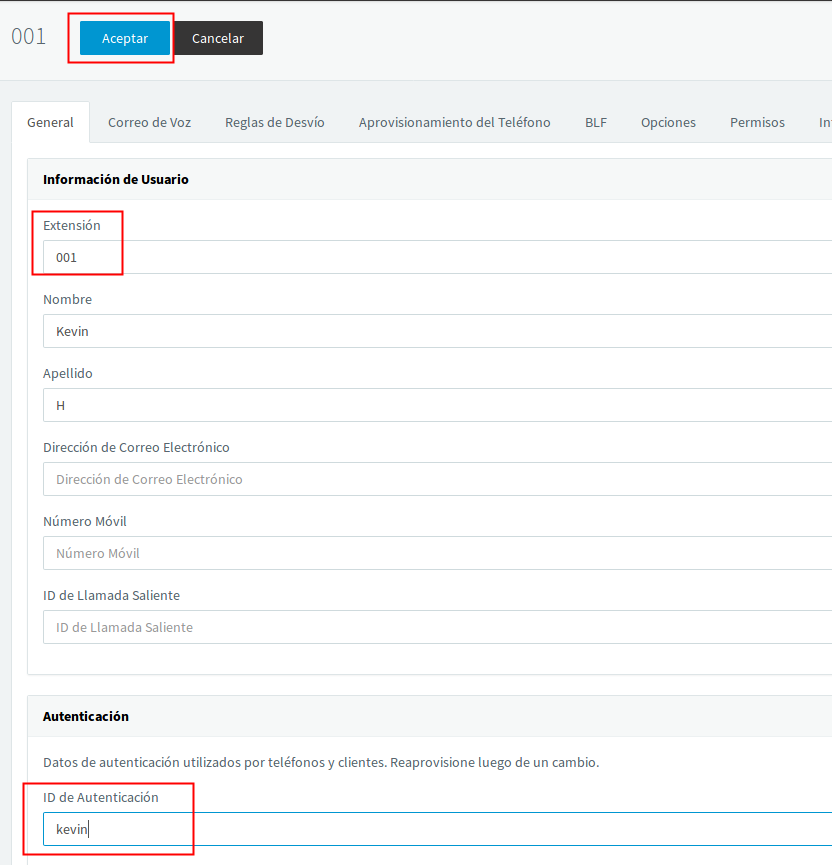 001 Aceptar Cancelar
General Correo de Voz Reglas de Desvío Aprovisionamiento del Teléfono BLF Opciones Permisos
Información de Usuario
Extensión
001
Nombre
Kevin
Apellido
H
Dirección de Correo Electrónico
Dirección de Correo Electrónico
Número Móvil
Número Móvil
ID de Llamada Saliente
ID de Llamada Saliente
Autenticación
Datos de autenticación utilizados por teléfonos y clientes. Reaprovisione luego de un cambio.
ID de Autenticación
kevin